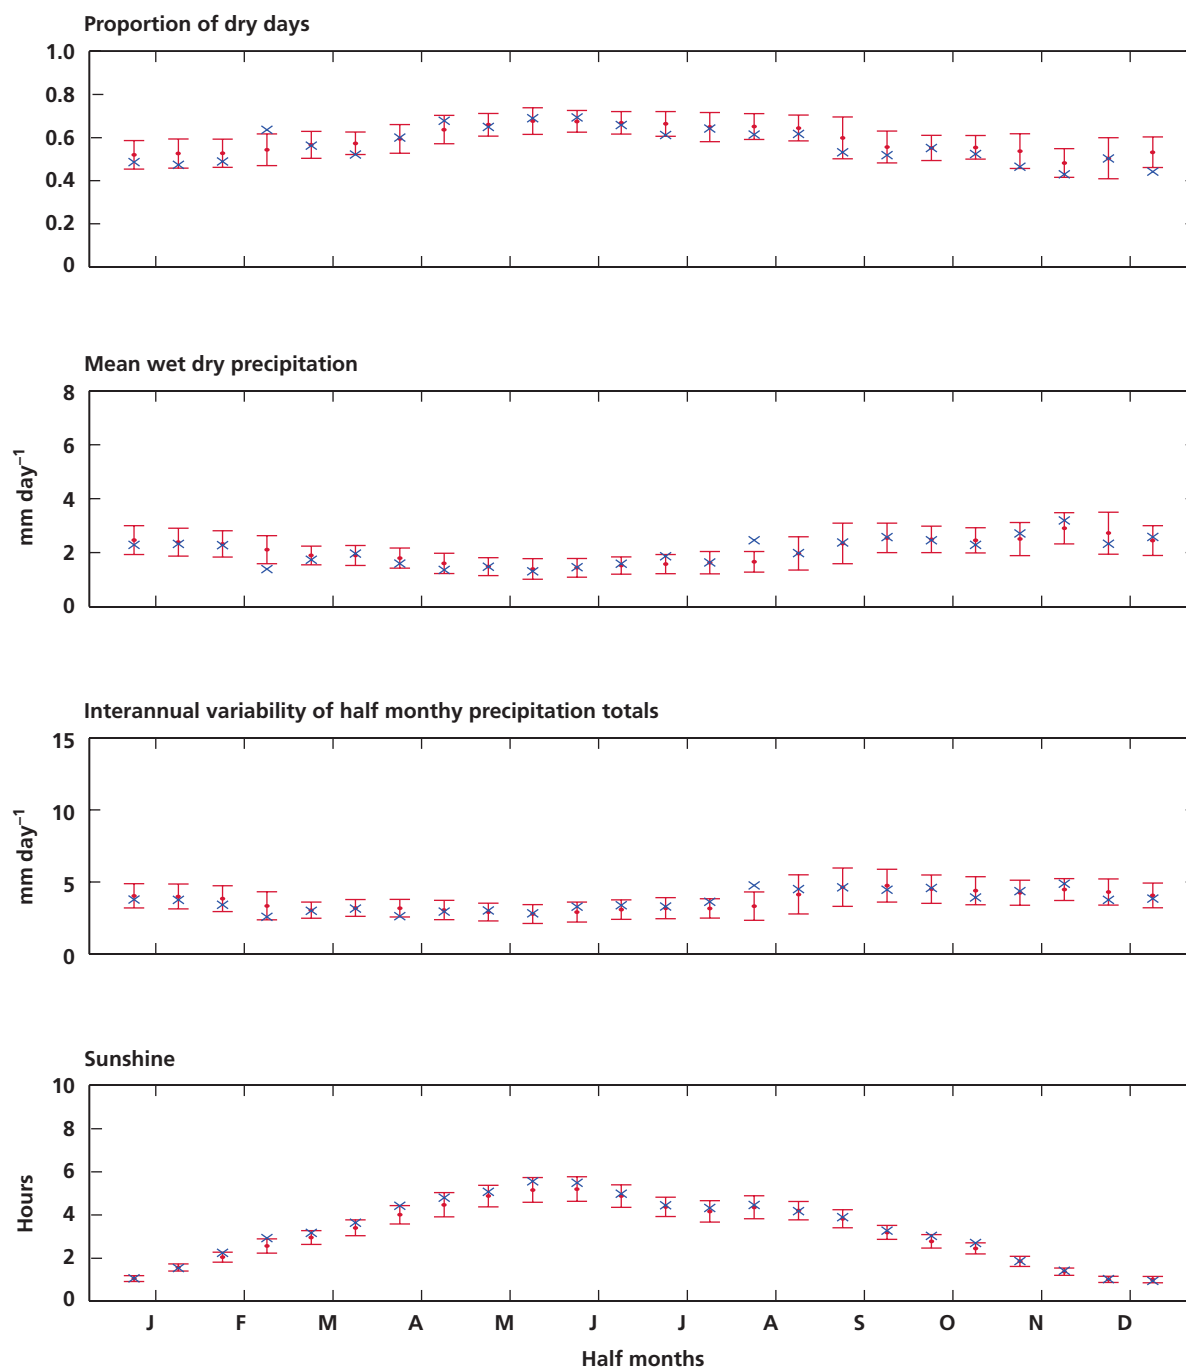 Proportion of dry days
1.0
0.8
0.6
0.4
0.2
0
Mean wet dry precipitation
mm day⁻¹
8
6
4
2
0
Interannual variability of half monthy precipitation totals
mm day⁻¹
15
10
5
0
Sunshine
Hours
10
8
6
4
2
0
J F M A M J J A S O N D
Half months